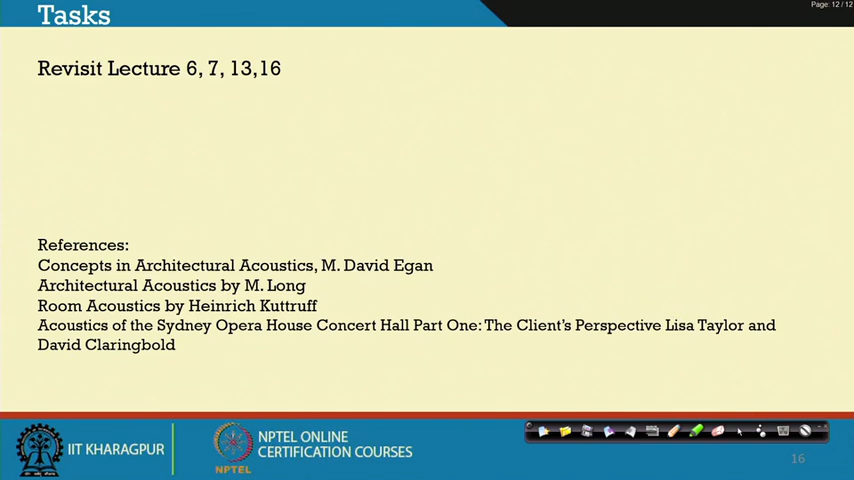 Page: 12 / 12
Tasks
Revisit Lecture 6, 7, 13,16
References:
Concepts in Architectural Acoustics, M. David Egan
Architectural Acoustics by M. Long
Room Acoustics by Heinrich Kuttruff
Acoustics of the Sydney Opera House Concert Hall Part One: The Client's Perspective Lisa Taylor and
David Claringbold
IIT KHARAGPUR
NPTEL
NPTEL ONLINE
CERTIFICATION COURSES
16